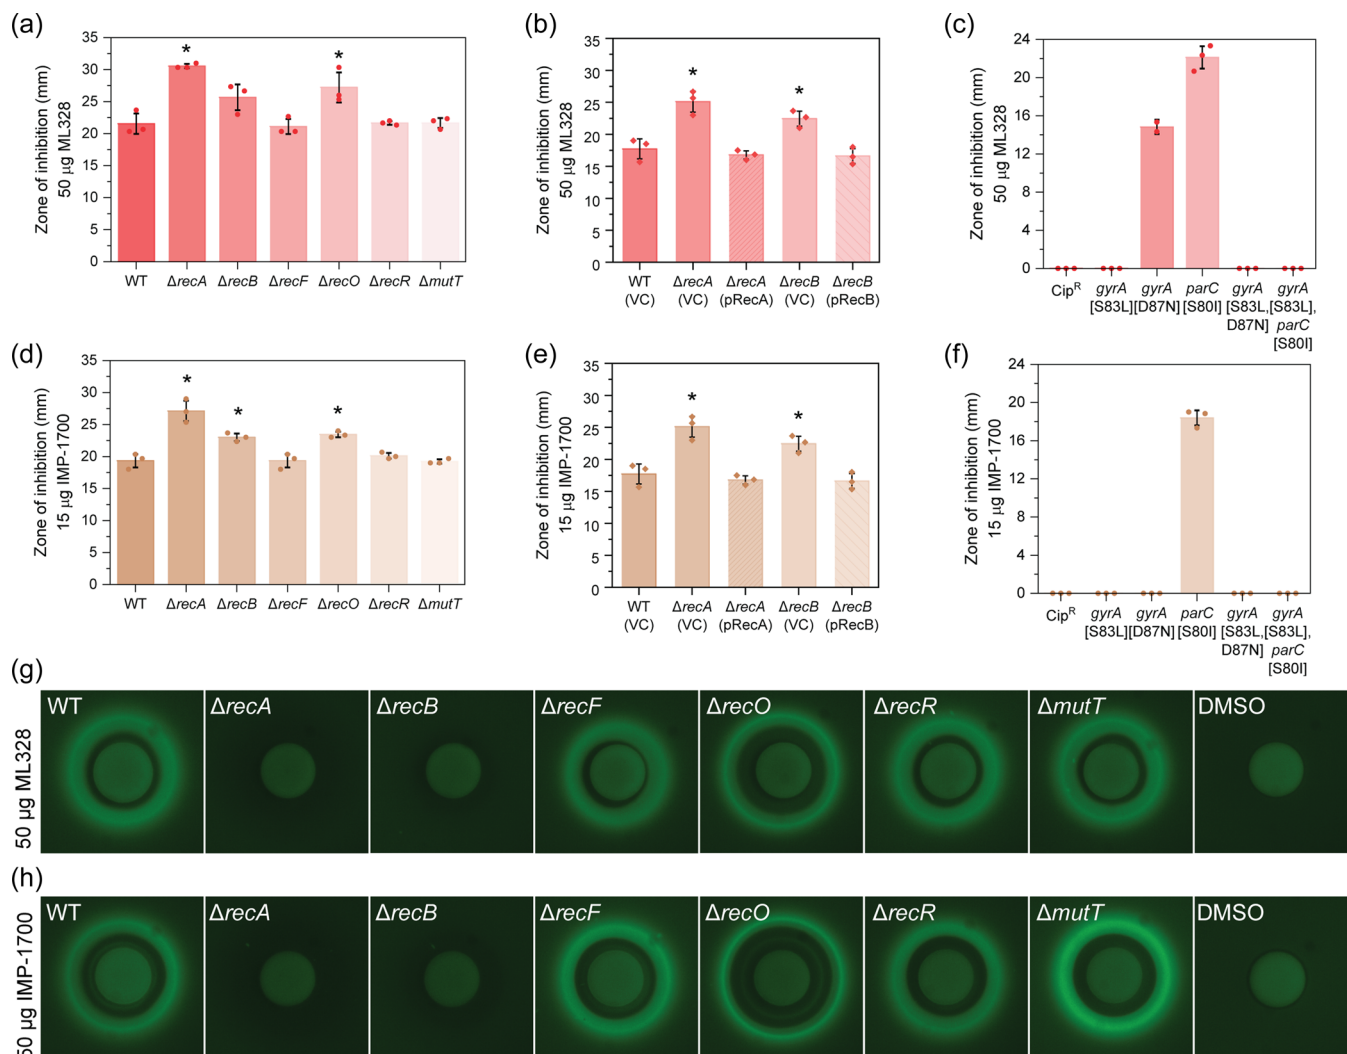 (a)
Zone of inhibition (mm)
50 µg ML328
35
30
25
20
15
10
5
0
*
*
WT
ΔrecA
ΔrecB
ΔrecF
ΔrecO
ΔrecR
ΔmutT
(b)
Zone of inhibition (mm)
50 µg ML328
35
30
25
20
15
10
5
0
*
*
WT
(VC)
ΔrecA
(VC)
ΔrecA
(pRecA)
ΔrecB
(VC)
ΔrecB
(pRecB)
(c)
Zone of inhibition (mm)
50 µg ML328
24
20
16
12
8
4
0
CipR
gyrA
[S83L]
gyrA
[D87N]
parC
[S80I]
gyrA
[S83L,
D87N]
gyrA
[S83L],
parC
[S80I]
(d)
Zone of inhibition (mm)
15 µg IMP-1700
35
30
25
20
15
10
5
0
*
*
*
WT
ΔrecA
ΔrecB
ΔrecF
ΔrecO
ΔrecR
ΔmutT
(e)
Zone of inhibition (mm)
15 µg IMP-1700
35
30
25
20
15
10
5
0
*
*
WT
(VC)
ΔrecA
(VC)
ΔrecA
(pRecA)
ΔrecB
(VC)
ΔrecB
(pRecB)
(f)
Zone of inhibition (mm)
15 µg IMP-1700
24
20
16
12
8
4
0
CipR
gyrA
[S83L]
gyrA
[D87N]
parC
[S80I]
gyrA
[S83L,
D87N]
gyrA
[S83L],
parC
[S80I]
(g)
50 µg ML328
WT
ΔrecA
ΔrecB
ΔrecF
ΔrecO
ΔrecR
ΔmutT
DMSO
(h)
50 µg IMP-1700
WT
ΔrecA
ΔrecB
ΔrecF
ΔrecO
ΔrecR
ΔmutT
DMSO